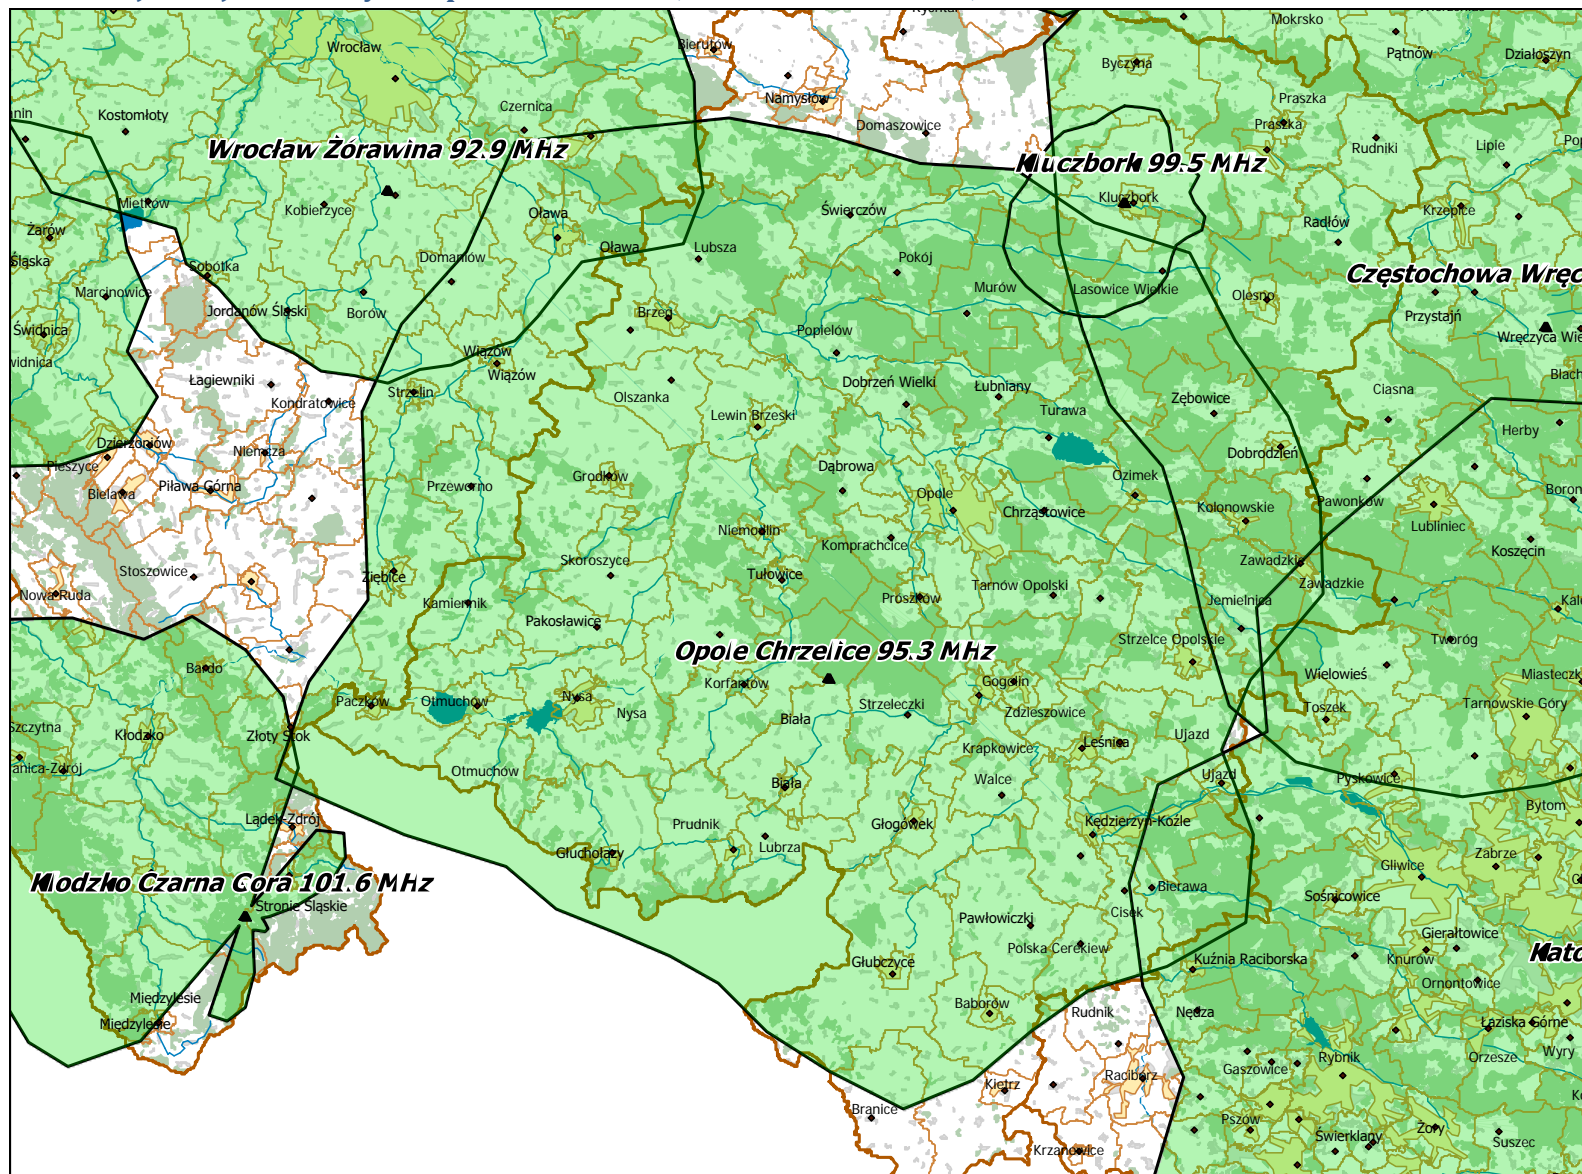 Mokrsko
Wrocław
Bierutów
Pątnów
Działoszyn
Byczyna
Namysłów
Praszka
Czernica
Kostomłoty
Praszka
Domaszowice
Rudniki
Lipie
Wrocław Żórawina 92.9 MHz
Kluczbork 99.5 MHz
Mietków
Kobierzyce
Kluczbork
Świerczów
Krzepice
Oława
Radłów
Żarów
Oława
Lubsza
Domaniów
Pokój
Sobótka
Śląska
Marcinowice
Murów
Lasowice Wielkie
Olesno
Jordanów Śląski
Borów
Brzeg
Przystajń
Świdnica
Popielów
Wiązów
Wiązów
Łagiewniki
Dobrzeń Wielki
Łubniany
Ciasna
Strzelin
Olszanka
Kondratowice
Lewin Brzeski
Turawa
Zębowice
Herby
Dzierżoniów
Niemcza
Dobrodzień
Pieszyce
Dąbrowa
Grodków
Ozimek
Bielawa
Piława Górna
Przeworno
Opole
Pawonków
Chrząstowice
Kolonowskie
Lubliniec
Niemodlin
Komprachcice
Koszęcin
Skoroszyce
Zawadzkie
Stoszowice
Ziębice
Tułowice
Tarnów Opolski
Zawadzkie
Nowa Ruda
Kamiennik
Prószków
Jemielnica
Pakosławice
Strzelce Opolskie
Tworóg
Opole Chrzelice 95.3 MHz
Bardo
Korfantów
Gogolin
Wielowieś
Paczków
Otmuchów
Nysa
Strzeleczki
Toszek
Tarnowskie Góry
Nysa
Biała
Zdzieszowice
Kłodzko
Złoty Stok
Ujazd
Krapkowice
Leśnica
Otmuchów
Walce
Ujazd
Pyskowice
Biała
Bytom
Lądek-Zdrój
Prudnik
Głogówek
Kędzierzyn-Koźle
Głuchołazy
Lubrza
Zabrze
Gliwice
Kłodzko Czarna Góra 101.6 MHz
Bierawa
Cisek
Sośnicowice
Stronie Śląskie
Pawłowiczki
Gierałtowice
Polska Cerekiew
Głubczyce
Kuźnia Raciborska
Knurów
Ornontowice
Międzylesie
Baborów
Rudnik
Nędza
Międzylesie
Łaziska Górne
Rybnik
Orzesze
Wyry
Gaszowice
Racibórz
Kietrz
Branice
Pszów
Świerklany
Żory
Suszec
Krzanowice